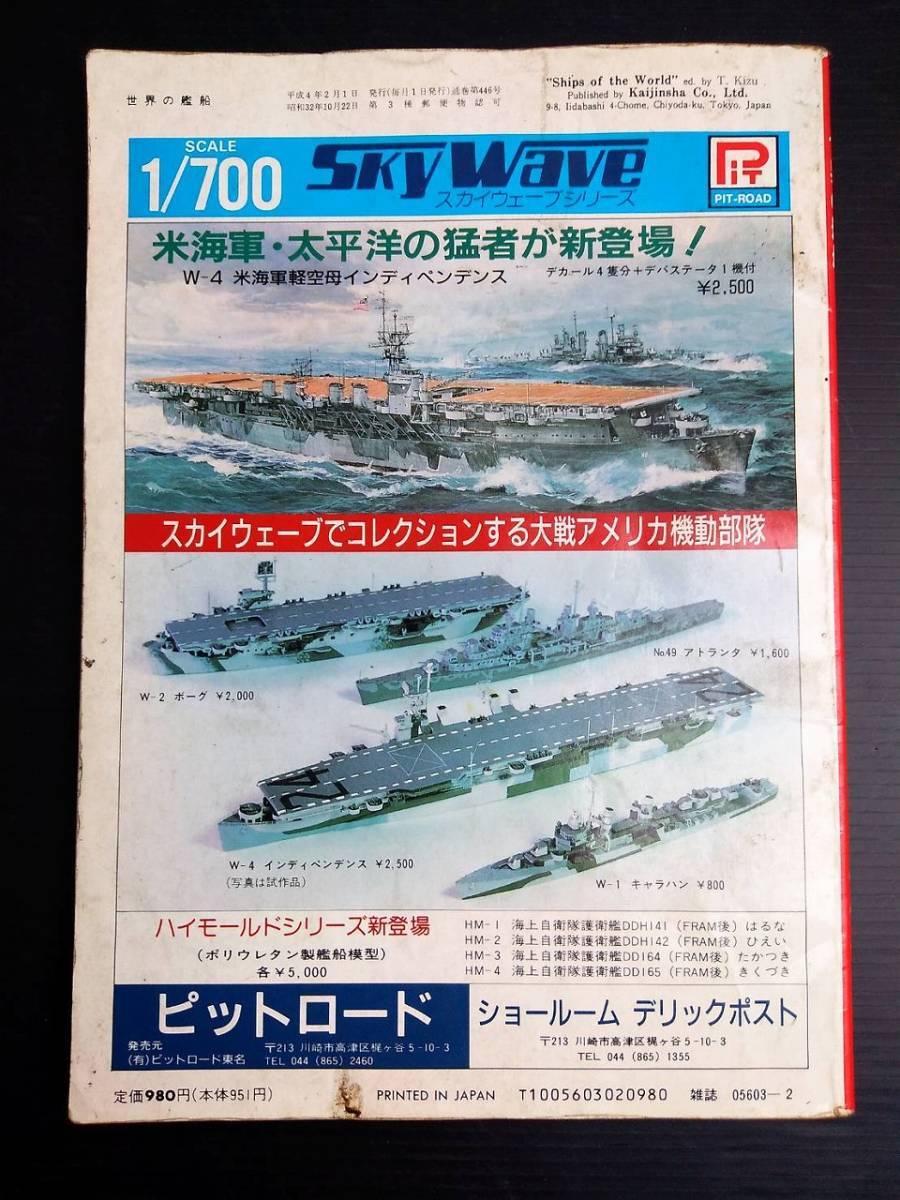 世界の艦船
平成4年2月1日 発行(毎月1日発行)通巻第446号
昭和32年10月22日 第3種郵便物認可
"Ships of the World" ed. by T. Kizu
Published by Kaijinsha Co., Ltd.
9-8, Iidabashi 4-Chome, Chiyoda-ku, Tokyo, Japan
SCALE
1/700
SkyWave
スカイウェーブシリーズ
PiT
PIT-ROAD
米海軍・太平洋の猛者が新登場!
W-4 米海軍軽空母インディペンデンス
デカール4隻分+デバステータ1機付
¥2,500
スカイウェーブでコレクションする大戦アメリカ機動部隊
No.49 アトランタ ¥1,600
W-2 ボーグ ¥2,000
24
24
W-4 インディペンデンス ¥2,500
(写真は試作品)
W-1 キャラハン ¥800
ハイモールドシリーズ新登場
(ポリウレタン製艦船模型)
各¥5,000
HM-1 海上自衛隊護衛艦DDH141(FRAM後)はるな
HM-2 海上自衛隊護衛艦DDH142(FRAM後)ひえい
HM-3 海上自衛隊護衛艦DD164(FRAM後)たかつき
HM-4 海上自衛隊護衛艦DD165(FRAM後)きくづき
ピットロード
発売元
(有)ピットロード東名
〒213 川崎市高津区梶ヶ谷5-10-3
TEL 044 (865) 2460
ショールーム デリックポスト
〒213 川崎市高津区梶ヶ谷5-10-3
TEL 044 (865) 1355
定価980円(本体951円)
PRINTED IN JAPAN
T1005603020980
雑誌 05603-2